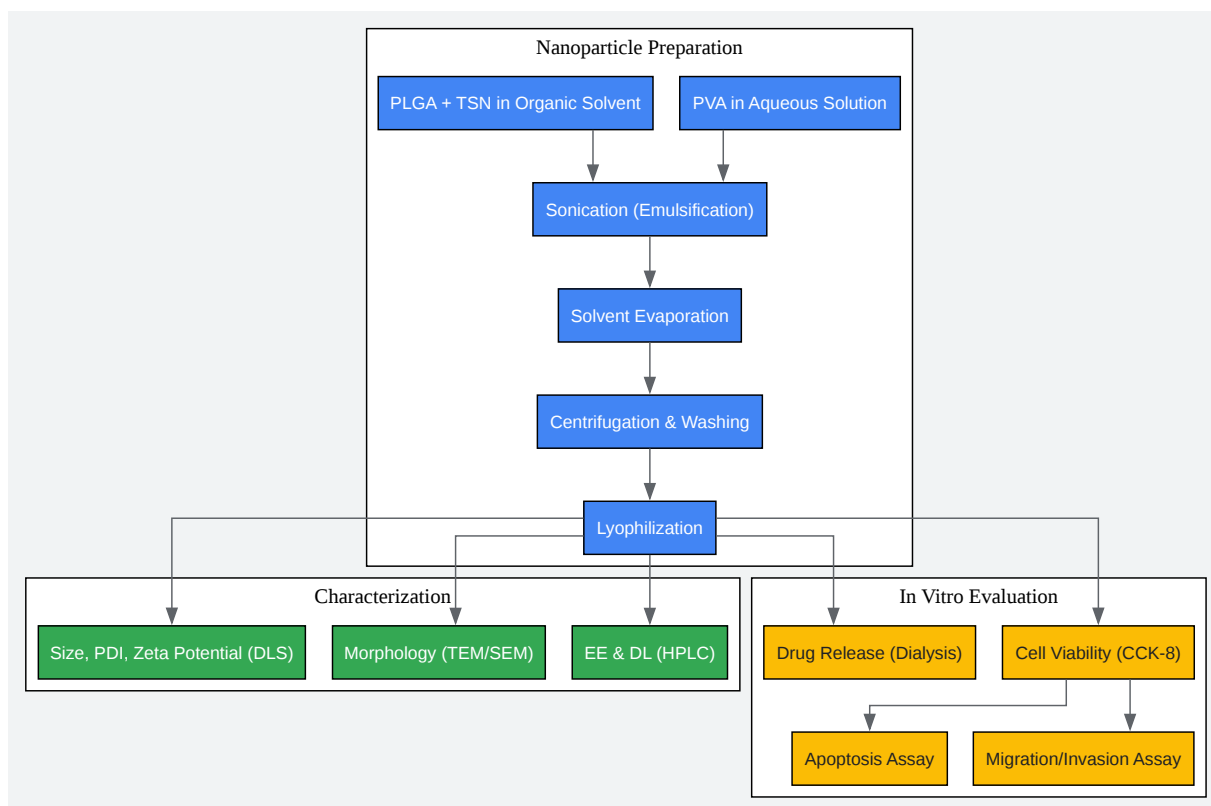 Nanoparticle Preparation
PLGA + TSN in Organic Solvent
PVA in Aqueous Solution
Sonication (Emulsification)
Solvent Evaporation
Centrifugation & Washing
Lyophilization
Characterization
Size, PDI, Zeta Potential (DLS)
Morphology (TEM/SEM)
EE & DL (HPLC)
In Vitro Evaluation
Drug Release (Dialysis)
Cell Viability (CCK-8)
Apoptosis Assay
Migration/Invasion Assay